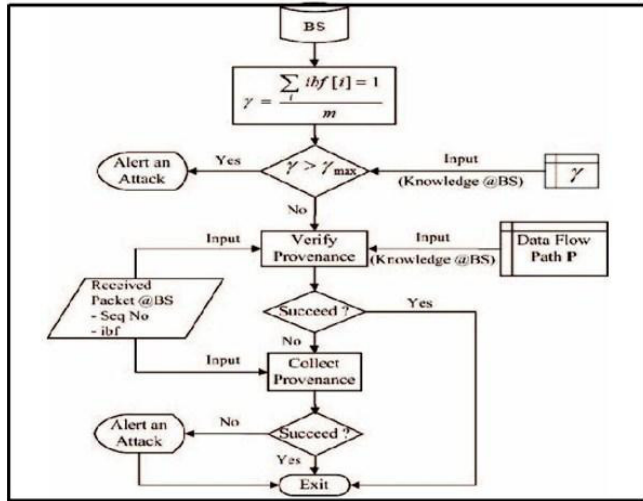 BS
γ = ∑ i ibf [i] = 1 / m
Alert an
Attack
Yes
γ > γmax
Input
(Knowledge @BS)
γ
No
Input
Verify
Provenance
Input
(Knowledge @BS)
Data Flow
Path P
Received
Packet @BS
- Seq No
- ibf
Succeed ?
Yes
No
Input
Collect
Provenance
Alert an
Attack
No
Succeed ?
Yes
Exit